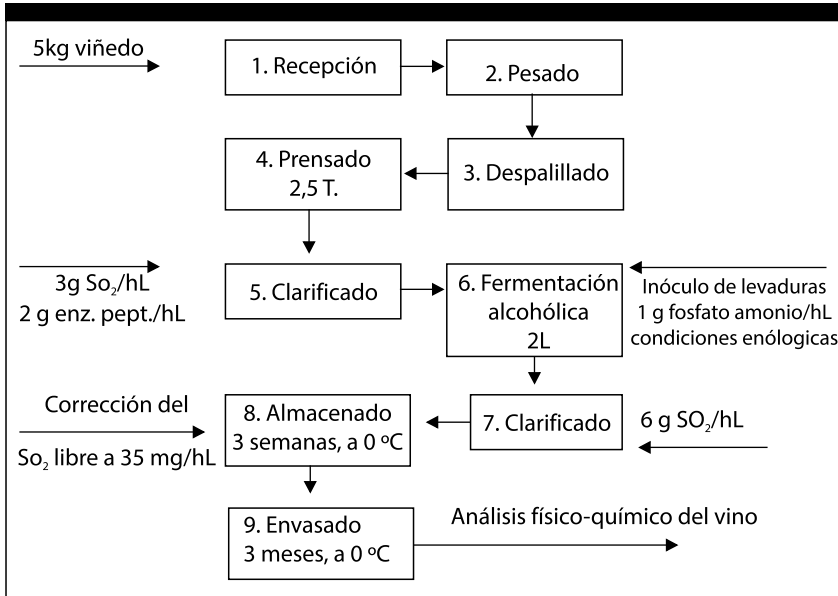 5kg viñedo
1. Recepción
2. Pesado
3. Despalillado
4. Prensado
2,5 T.
3g So₂/hL
2 g enz. pept./hL
5. Clarificado
6. Fermentación
alcohólica
2L
Inóculo de levaduras
1 g fosfato amonio/hL
condiciones enólogicas
7. Clarificado
6 g SO₂/hL
8. Almacenado
3 semanas, a 0 ºC
Corrección del
So₂ libre a 35 mg/hL
9. Envasado
3 meses, a 0 ºC
Análisis físico-químico del vino